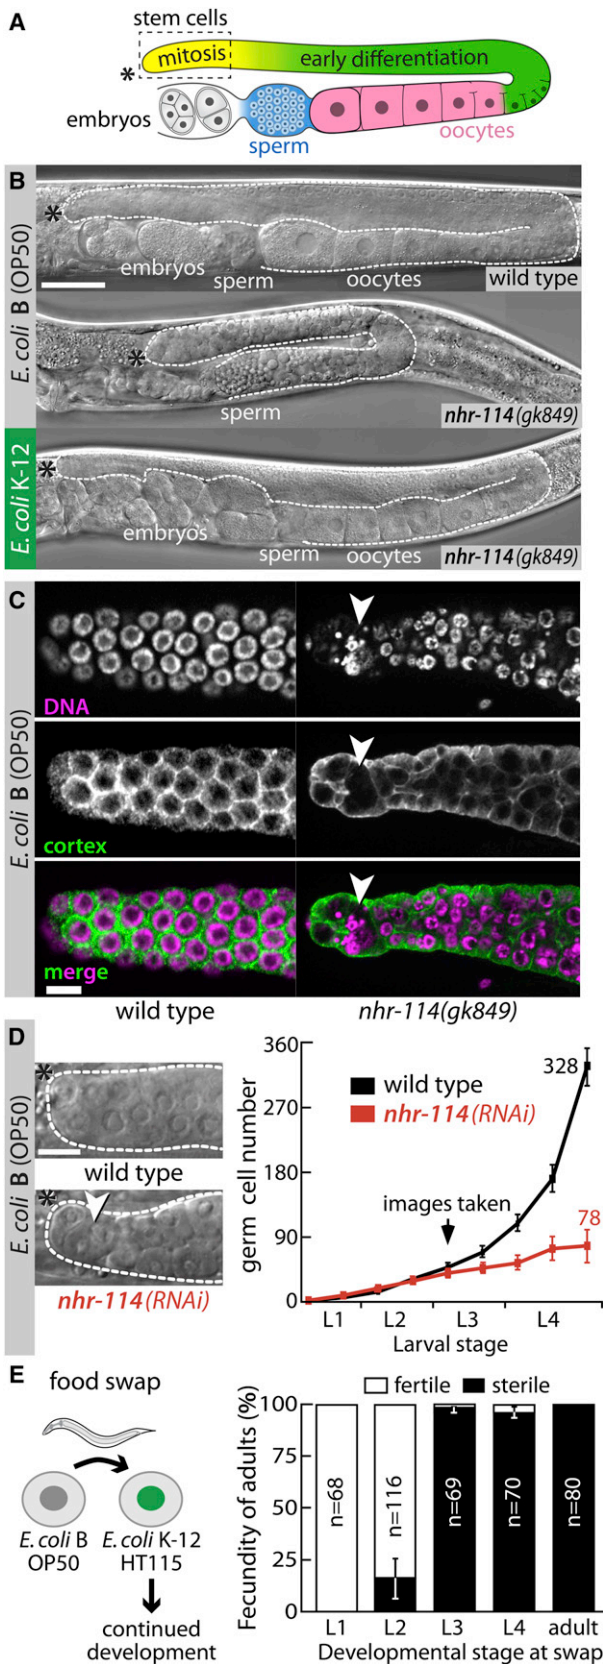 A
stem cells
mitosis
early differentiation
*
embryos
sperm
oocytes
B
E. coli B (OP50)
*
embryos
sperm
oocytes
wild type
*
sperm
nhr-114(gk849)
E. coli K-12
*
embryos
sperm
oocytes
nhr-114(gk849)
C
E. coli B (OP50)
DNA
cortex
merge
wild type
nhr-114(gk849)
D
E. coli B (OP50)
*
wild type
*
nhr-114(RNAi)
germ cell number
360
270
180
90
0
wild type
nhr-114(RNAi)
328
78
images taken
L1 L2 L3 L4
Larval stage
E
food swap
E. coli B
OP50
E. coli K-12
HT115
continued
development
fertile sterile
Fecundity of adults (%)
100
75
50
25
0
n=68
n=116
n=69
n=70
n=80
L1 L2 L3 L4 adult
Developmental stage at swap